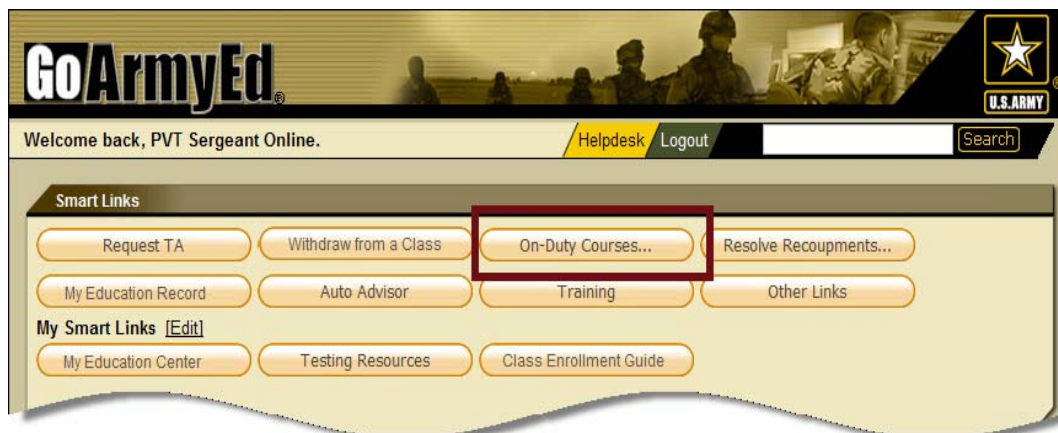 GoArmyEd®
U.S.ARMY
Welcome back, PVT Sergeant Online.
Helpdesk Logout Search
Smart Links
Request TA Withdraw from a Class On-Duty Courses... Resolve Recoupments...
My Education Record Auto Advisor Training Other Links
My Smart Links [Edit]
My Education Center Testing Resources Class Enrollment Guide